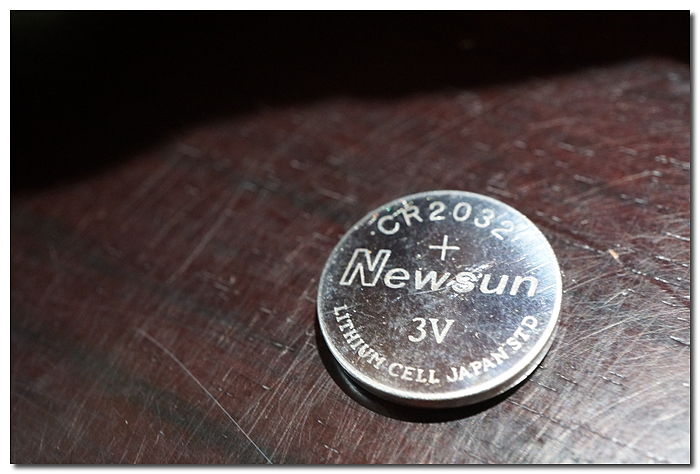 CR2032
+
Newsun
3V
LITHIUM CELL JAPAN STD